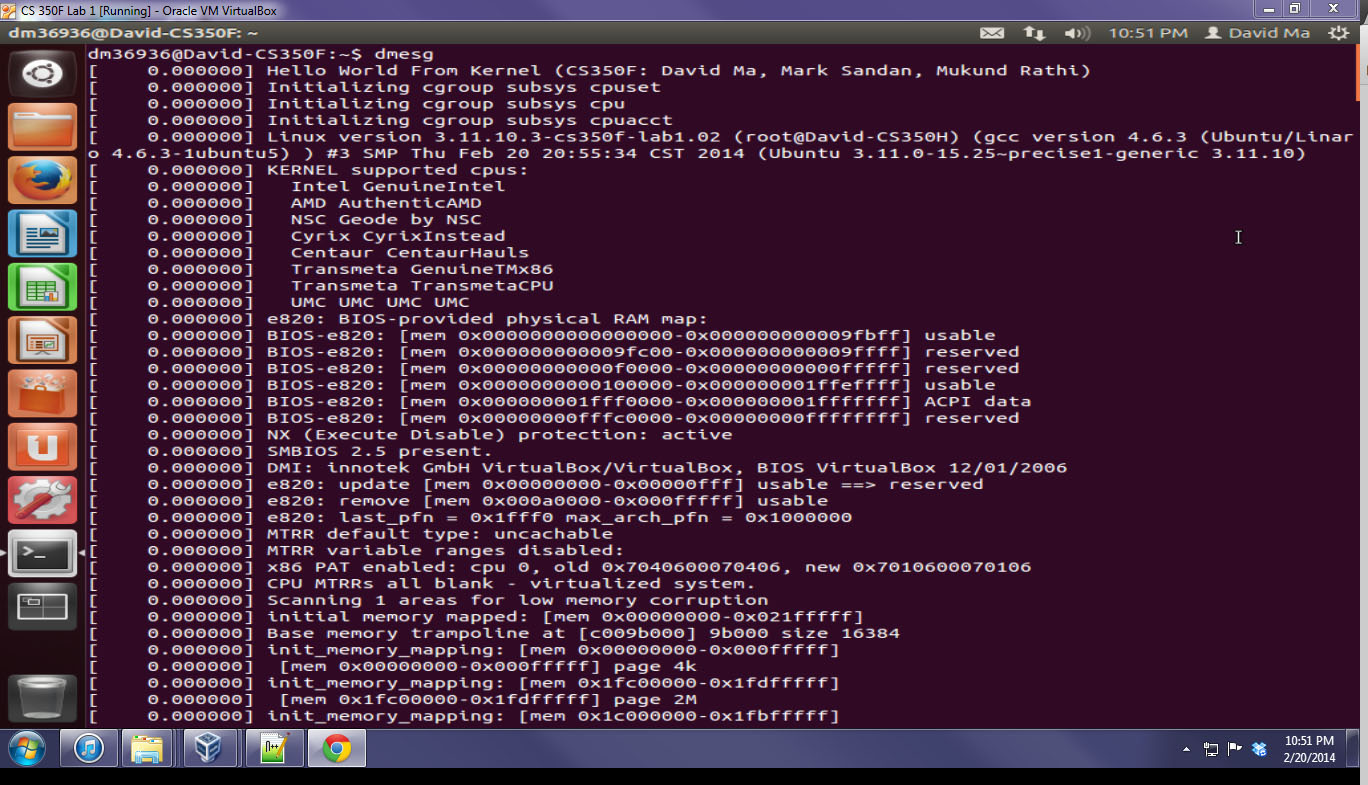 CS 350F Lab 1 [Running] - Oracle VM VirtualBox
dm36936@David-CS350F: ~
10:51 PM
David Ma
dm36936@David-CS350F:~$ dmesg
[    0.000000] Hello World From Kernel (CS350F: David Ma, Mark Sandan, Mukund Rathi)
[    0.000000] Initializing cgroup subsys cpuset
[    0.000000] Initializing cgroup subsys cpu
[    0.000000] Initializing cgroup subsys cpuacct
[    0.000000] Linux version 3.11.10.3-cs350f-lab1.02 (root@David-CS350H) (gcc version 4.6.3 (Ubuntu/Linar
o 4.6.3-1ubuntu5) ) #3 SMP Thu Feb 20 20:55:34 CST 2014 (Ubuntu 3.11.0-15.25~precise1-generic 3.11.10)
[    0.000000] KERNEL supported cpus:
[    0.000000]   Intel GenuineIntel
[    0.000000]   AMD AuthenticAMD
[    0.000000]   NSC Geode by NSC
[    0.000000]   Cyrix CyrixInstead
[    0.000000]   Centaur CentaurHauls
[    0.000000]   Transmeta GenuineTMx86
[    0.000000]   Transmeta TransmetaCPU
[    0.000000]   UMC UMC UMC UMC
[    0.000000] e820: BIOS-provided physical RAM map:
[    0.000000] BIOS-e820: [mem 0x0000000000000000-0x000000000009fbff] usable
[    0.000000] BIOS-e820: [mem 0x000000000009fc00-0x000000000009ffff] reserved
[    0.000000] BIOS-e820: [mem 0x00000000000f0000-0x00000000000fffff] reserved
[    0.000000] BIOS-e820: [mem 0x0000000000100000-0x000000001ffeffff] usable
[    0.000000] BIOS-e820: [mem 0x000000001fff0000-0x000000001fffffff] ACPI data
[    0.000000] BIOS-e820: [mem 0x00000000fffc0000-0x00000000ffffffff] reserved
[    0.000000] NX (Execute Disable) protection: active
[    0.000000] SMBIOS 2.5 present.
[    0.000000] DMI: innotek GmbH VirtualBox/VirtualBox, BIOS VirtualBox 12/01/2006
[    0.000000] e820: update [mem 0x00000000-0x00000fff] usable ==> reserved
[    0.000000] e820: remove [mem 0x000a0000-0x000fffff] usable
[    0.000000] e820: last_pfn = 0x1fff0 max_arch_pfn = 0x1000000
[    0.000000] MTRR default type: uncachable
[    0.000000] MTRR variable ranges disabled:
[    0.000000] x86 PAT enabled: cpu 0, old 0x7040600070406, new 0x7010600070106
[    0.000000] CPU MTRRs all blank - virtualized system.
[    0.000000] Scanning 1 areas for low memory corruption
[    0.000000] initial memory mapped: [mem 0x00000000-0x021fffff]
[    0.000000] Base memory trampoline at [c009b000] 9b000 size 16384
[    0.000000] init_memory_mapping: [mem 0x00000000-0x000fffff]
[    0.000000]  [mem 0x00000000-0x000fffff] page 4k
[    0.000000] init_memory_mapping: [mem 0x1fc00000-0x1fdfffff]
[    0.000000]  [mem 0x1fc00000-0x1fdfffff] page 2M
[    0.000000] init_memory_mapping: [mem 0x1c000000-0x1fbfffff]
10:51 PM
2/20/2014